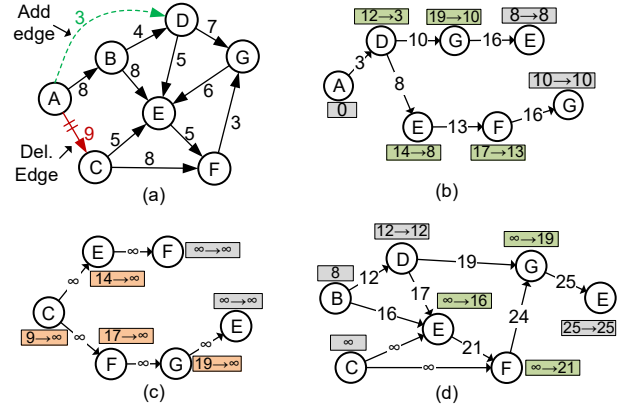 Add
edge
3
D
4
7
B
G
8
8
5
6
A
E
9
5
5
3
Del.
Edge
C
8
F
(a)
12→3
19→10
8→8
D
10
G
16
E
3
A
0
8
10→10
G
16
E
13
F
14→8
17→13
(b)
E
∞
F
∞→∞
∞
14→∞
C
∞→∞
9→∞
∞
17→∞
E
∞
F
∞
G
19→∞
(c)
12→12
∞→19
D
19
G
8
12
25
B
17
∞→16
E
16
24
25→25
∞
E
∞
21
C
∞
F
∞→21
(d)